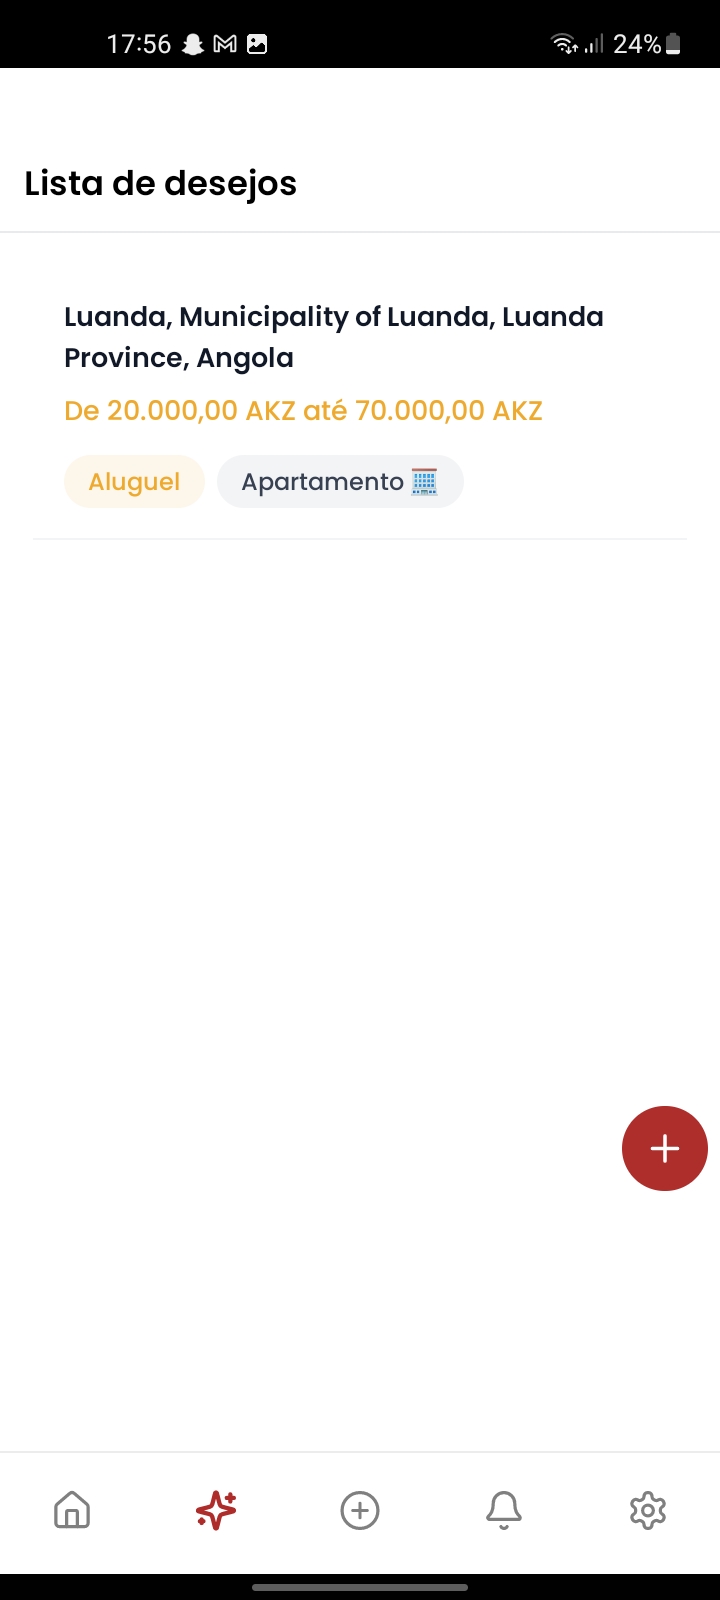 17:56
24%
Lista de desejos
Luanda, Municipality of Luanda, Luanda
Province, Angola
De 20.000,00 AKZ até 70.000,00 AKZ
Aluguel
Apartamento